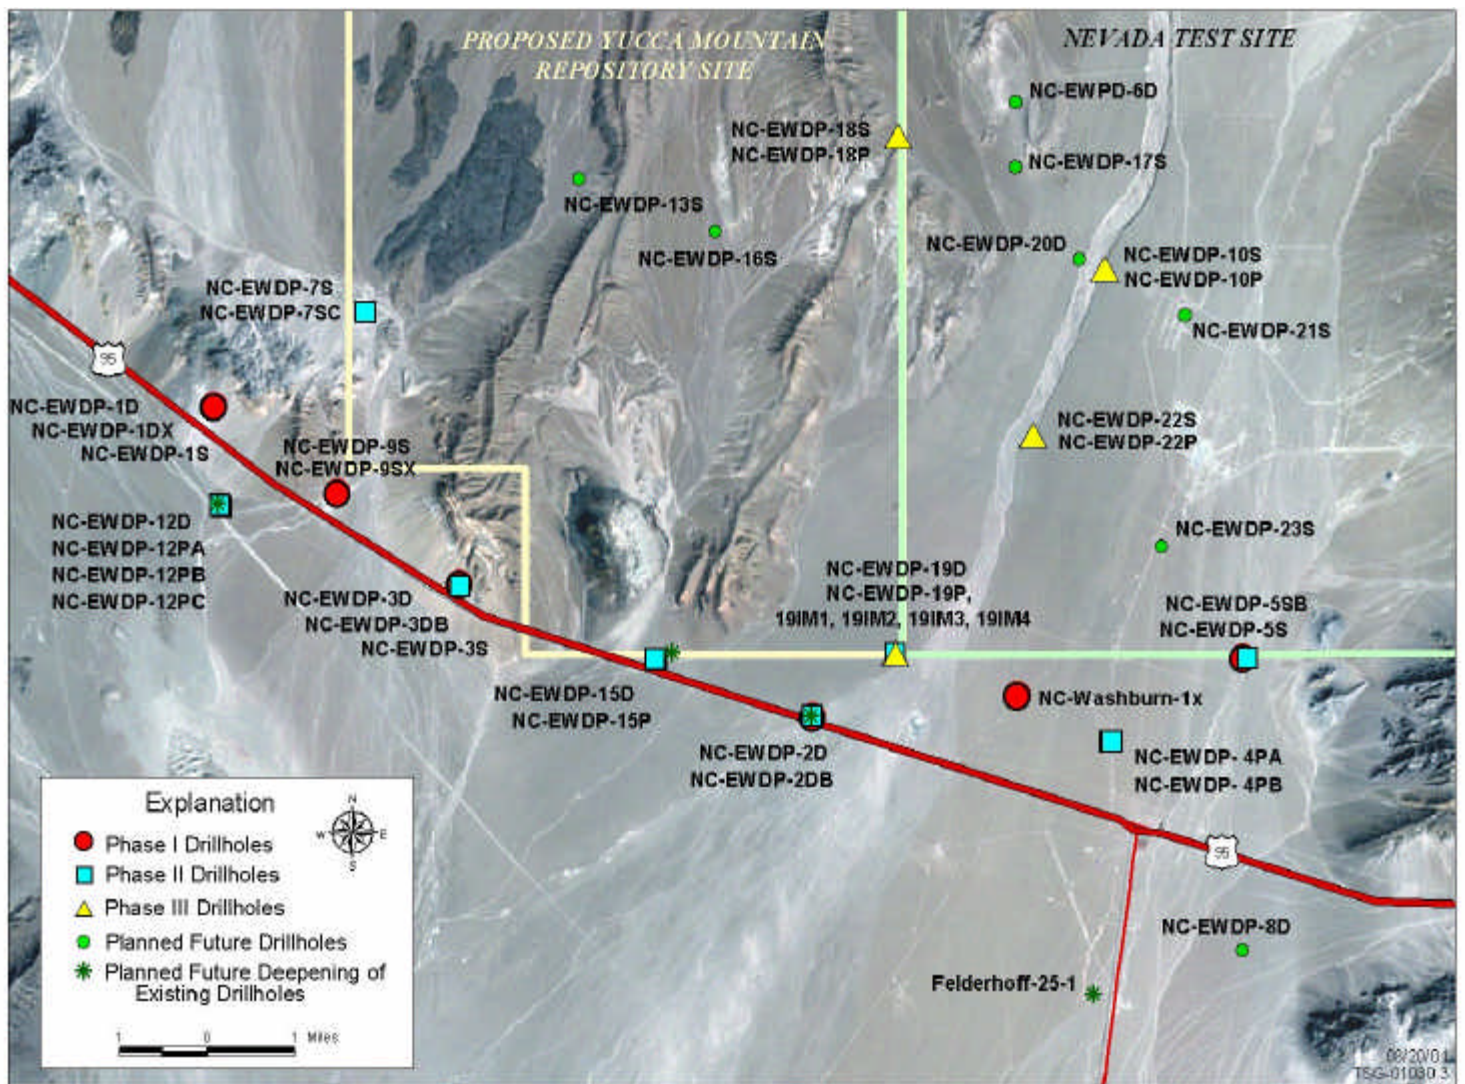 PROPOSED YUCCA MOUNTAIN
REPOSITORY SITE
NEVADA TEST SITE
NC-EWPD-6D
NC-EWDP-18S
NC-EWDP-18P
NC-EWDP-17S
NC-EWDP-13S
NC-EWDP-16S
NC-EWDP-20D
NC-EWDP-10S
NC-EWDP-10P
NC-EWDP-7S
NC-EWDP-7SC
NC-EWDP-21S
95
NC-EWDP-1D
NC-EWDP-1DX
NC-EWDP-1S
NC-EWDP-9S
NC-EWDP-9SX
NC-EWDP-22S
NC-EWDP-22P
NC-EWDP-12D
NC-EWDP-12PA
NC-EWDP-12PB
NC-EWDP-12PC
NC-EWDP-23S
NC-EWDP-3D
NC-EWDP-3DB
NC-EWDP-3S
NC-EWDP-19D
NC-EWDP-19P,
19IM1, 19IM2, 19IM3, 19IM4
NC-EWDP-5SB
NC-EWDP-5S
NC-EWDP-15D
NC-EWDP-15P
NC-Washburn-1x
NC-EWDP-2D
NC-EWDP-2DB
NC-EWDP- 4PA
NC-EWDP- 4PB
95
NC-EWDP-8D
Felderhoff-25-1
Explanation
N
W E
S
Phase I Drillholes
Phase II Drillholes
Phase III Drillholes
Planned Future Drillholes
Planned Future Deepening of
Existing Drillholes
1 0 1 Miles
TSG-01030.3